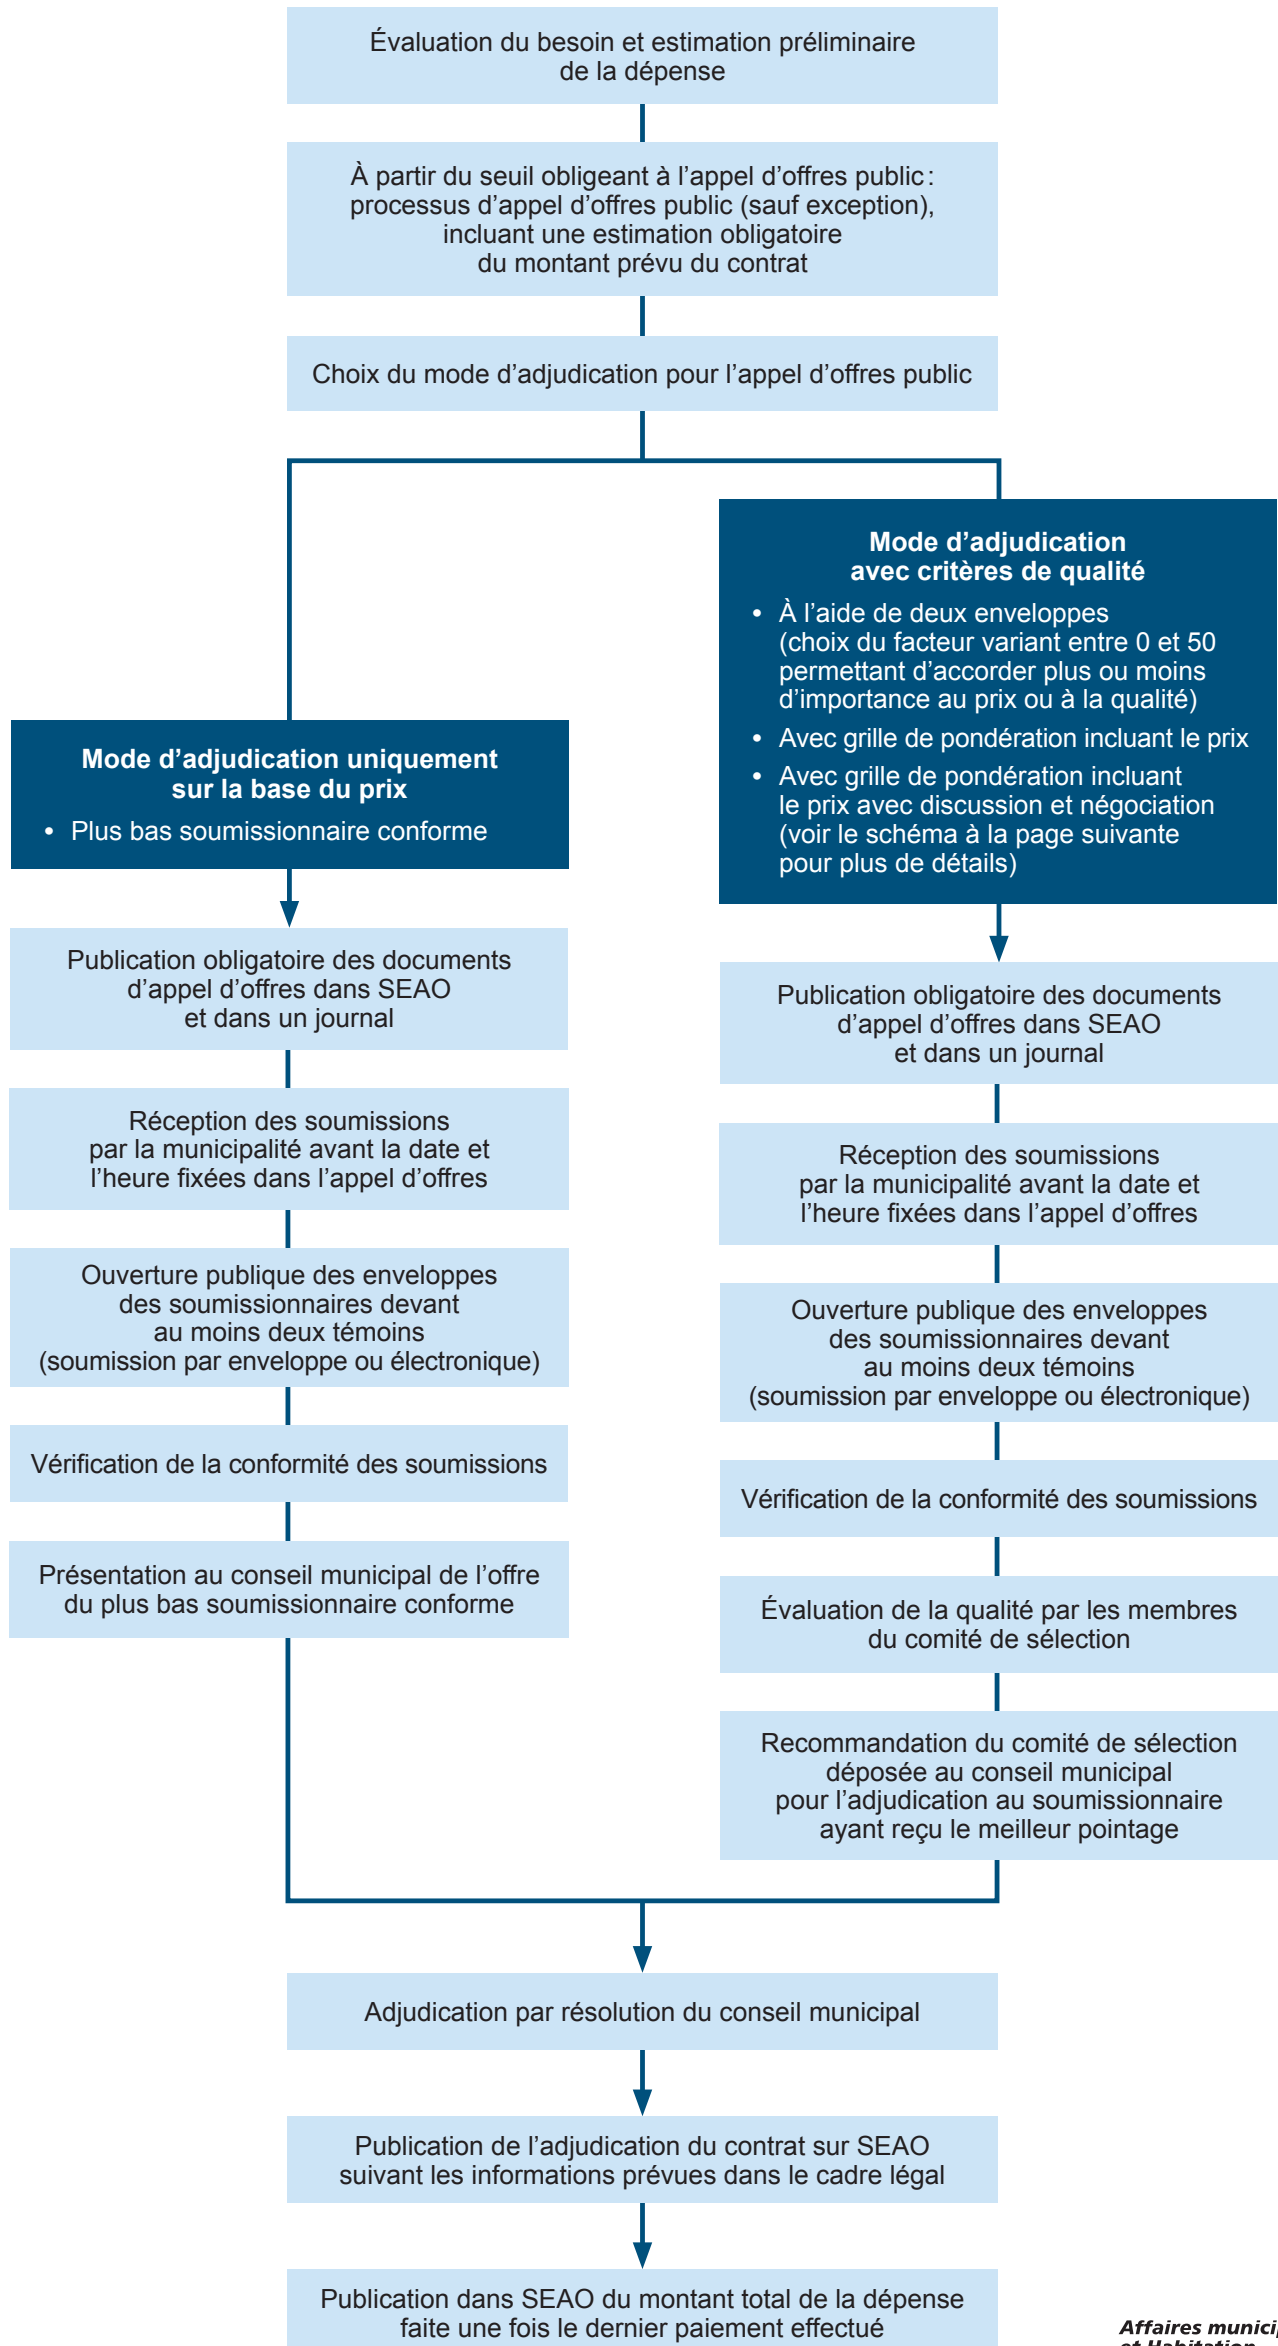 Évaluation du besoin et estimation préliminaire
de la dépense
À partir du seuil obligeant à l’appel d’offres public :
processus d’appel d’offres public (sauf exception),
incluant une estimation obligatoire
du montant prévu du contrat
Choix du mode d’adjudication pour l’appel d’offres public
Mode d’adjudication uniquement
sur la base du prix
• Plus bas soumissionnaire conforme
Publication obligatoire des documents
d’appel d’offres dans SEAO
et dans un journal
Réception des soumissions
par la municipalité avant la date et
l’heure fixées dans l’appel d’offres
Ouverture publique des enveloppes
des soumissionnaires devant
au moins deux témoins
(soumission par enveloppe ou électronique)
Vérification de la conformité des soumissions
Présentation au conseil municipal de l’offre
du plus bas soumissionnaire conforme
Mode d’adjudication
avec critères de qualité
• À l’aide de deux enveloppes
(choix du facteur variant entre 0 et 50
permettant d’accorder plus ou moins
d’importance au prix ou à la qualité)
• Avec grille de pondération incluant le prix
• Avec grille de pondération incluant
le prix avec discussion et négociation
(voir le schéma à la page suivante
pour plus de détails)
Publication obligatoire des documents
d’appel d’offres dans SEAO
et dans un journal
Réception des soumissions
par la municipalité avant la date et
l’heure fixées dans l’appel d’offres
Ouverture publique des enveloppes
des soumissionnaires devant
au moins deux témoins
(soumission par enveloppe ou électronique)
Vérification de la conformité des soumissions
Évaluation de la qualité par les membres
du comité de sélection
Recommandation du comité de sélection
déposée au conseil municipal
pour l’adjudication au soumissionnaire
ayant reçu le meilleur pointage
Adjudication par résolution du conseil municipal
Publication de l’adjudication du contrat sur SEAO
suivant les informations prévues dans le cadre légal
Publication dans SEAO du montant total de la dépense
faite une fois le dernier paiement effectué
Affaires municip
et Habitation